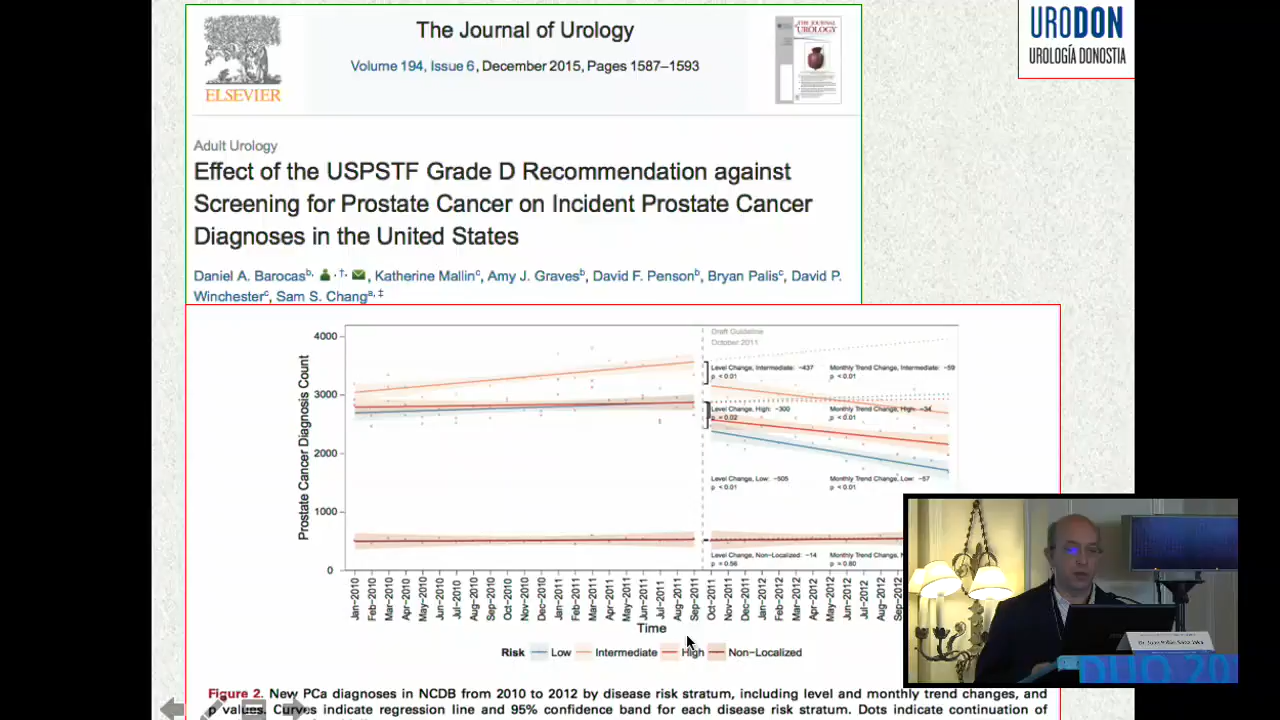 The Journal of Urology
Volume 194, Issue 6, December 2015, Pages 1587–1593
ELSEVIER
THE JOURNAL of UROLOGY
URODON
UROLOGÍA DONOSTIA
Adult Urology
Effect of the USPSTF Grade D Recommendation against
Screening for Prostate Cancer on Incident Prostate Cancer
Diagnoses in the United States
Daniel A. Barocas b, †, , Katherine Mallin c, Amy J. Graves b, David F. Penson b, Bryan Palis c, David P.
Winchester c, Sam S. Chang a, ‡
Prostate Cancer Diagnosis Count
4000
3000
2000
1000
0
Draft Guideline
October 2011
Level Change, Intermediate: −437
p <0.01
Monthly Trend Change, Intermediate: −59
p <0.01
Level Change, High: −300
p = 0.02
Monthly Trend Change, High: −34
p <0.01
Level Change, Low: −505
p <0.01
Monthly Trend Change, Low: −57
p <0.01
Level Change, Non−Localized: −14
p = 0.56
Monthly Trend Change, N
p = 0.80
Jan−2010
Feb−2010
Mar−2010
Apr−2010
May−2010
Jun−2010
Jul−2010
Aug−2010
Sep−2010
Oct−2010
Nov−2010
Dec−2010
Jan−2011
Feb−2011
Mar−2011
Apr−2011
May−2011
Jun−2011
Jul−2011
Aug−2011
Sep−2011
Oct−2011
Nov−2011
Dec−2011
Jan−2012
Feb−2012
Mar−2012
Apr−2012
May−2012
Jun−2012
Jul−2012
Aug−2012
Time
Risk Low Intermediate High Non−Localized
Figure 2. New PCa diagnoses in NCDB from 2010 to 2012 by disease risk stratum, including level and monthly trend changes, and
p values. Curves indicate regression line and 95% confidence band for each disease risk stratum. Dots indicate continuation of
DUO 20